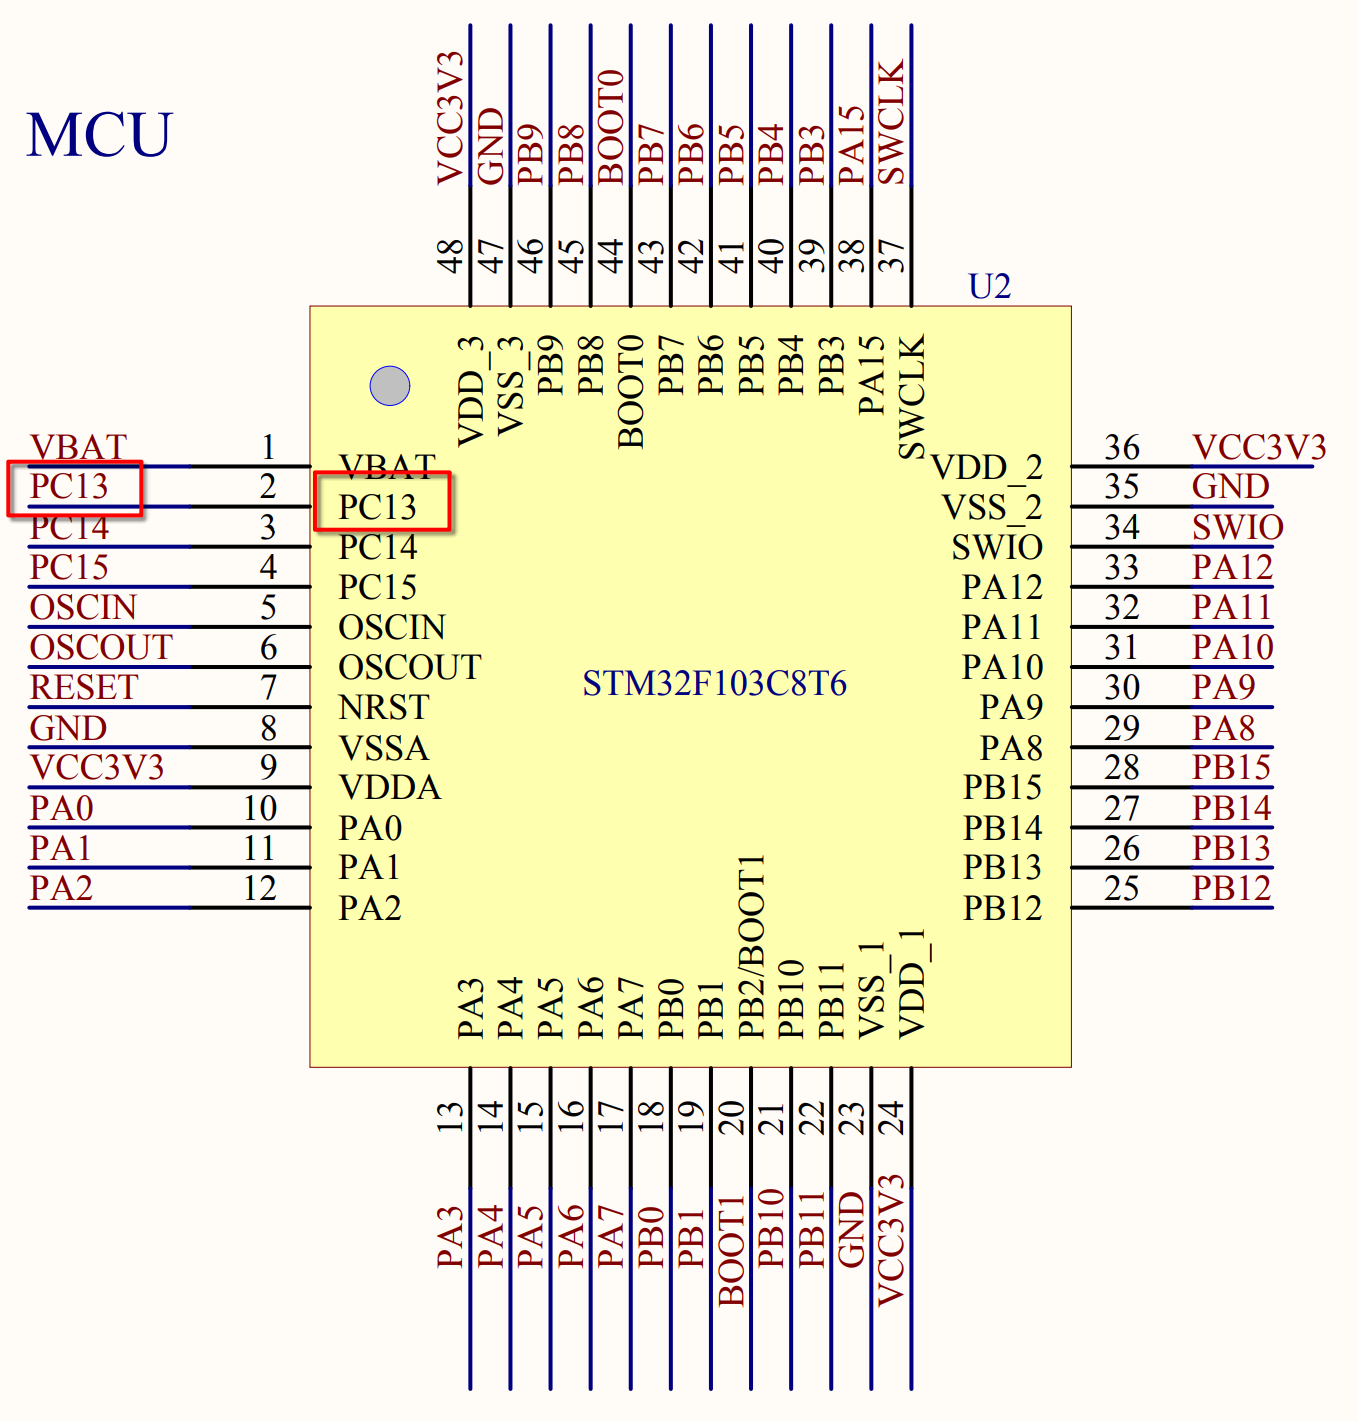 MCU
VCC3V3 GND PB9 PB8 BOOT0 PB7 PB6 PB5 PB4 PB3 PA15 SWCLK
48 47 46 45 44 43 42 41 40 39 38 37
U2
VDD_3 VSS_3 PB9 PB8 BOOT0 PB7 PB6 PB5 PB4 PB3 PA15 SWCLK
VBAT 1 VBAT VDD_2 36 VCC3V3
PC13 2 PC13 VSS_2 35 GND
PC14 3 PC14 SWIO 34 SWIO
PC15 4 PC15 PA12 33 PA12
OSCIN 5 OSCIN PA11 32 PA11
OSCOUT 6 OSCOUT PA10 31 PA10
STM32F103C8T6
RESET 7 NRST PA9 30 PA9
GND 8 VSSA PA8 29 PA8
VCC3V3 9 VDDA PB15 28 PB15
PA0 10 PA0 PB14 27 PB14
PA1 11 PA1 PB13 26 PB13
PA2 12 PA2 PB12 25 PB12
PA3 PA4 PA5 PA6 PA7 PB0 PB1 PB2/BOOT1 PB10 PB11 VSS_1 VDD_1
13 14 15 16 17 18 19 20 21 22 23 24
PA3 PA4 PA5 PA6 PA7 PB0 PB1 BOOT1 PB10 PB11 GND VCC3V3